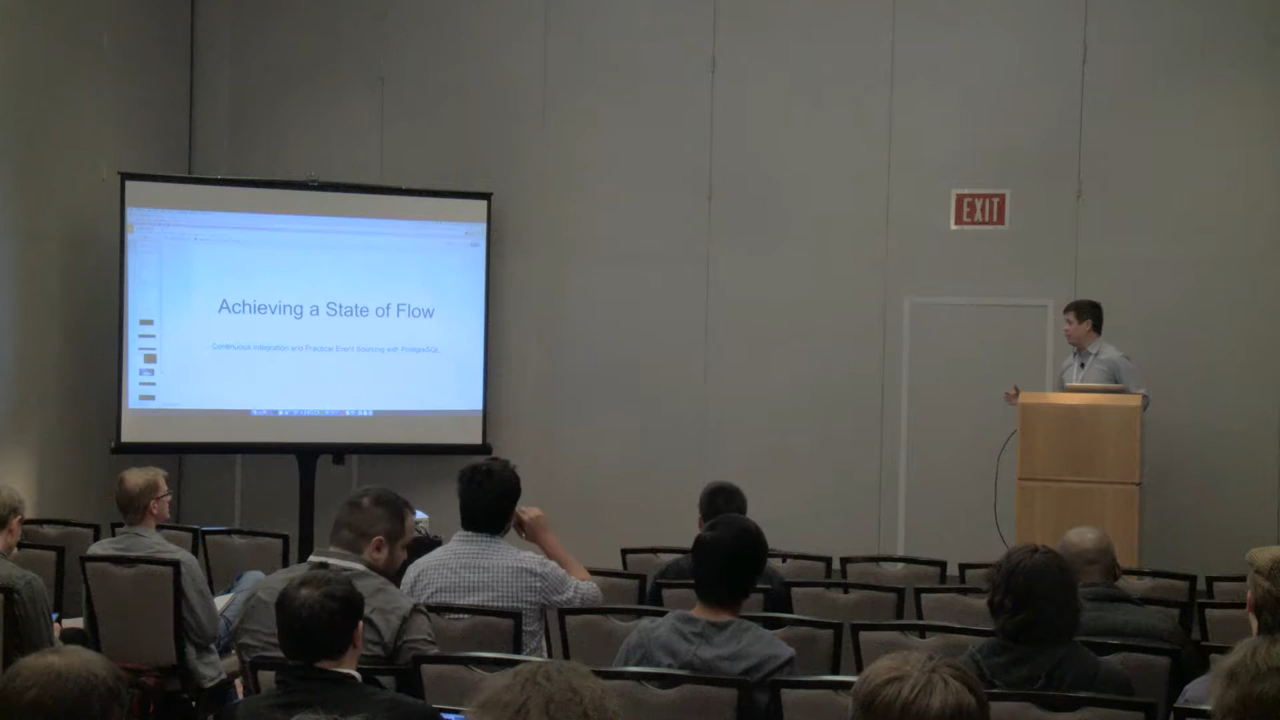 Achieving a State of Flow
Continuous Integration and Practical Event Sourcing with PostgreSQL
EXIT